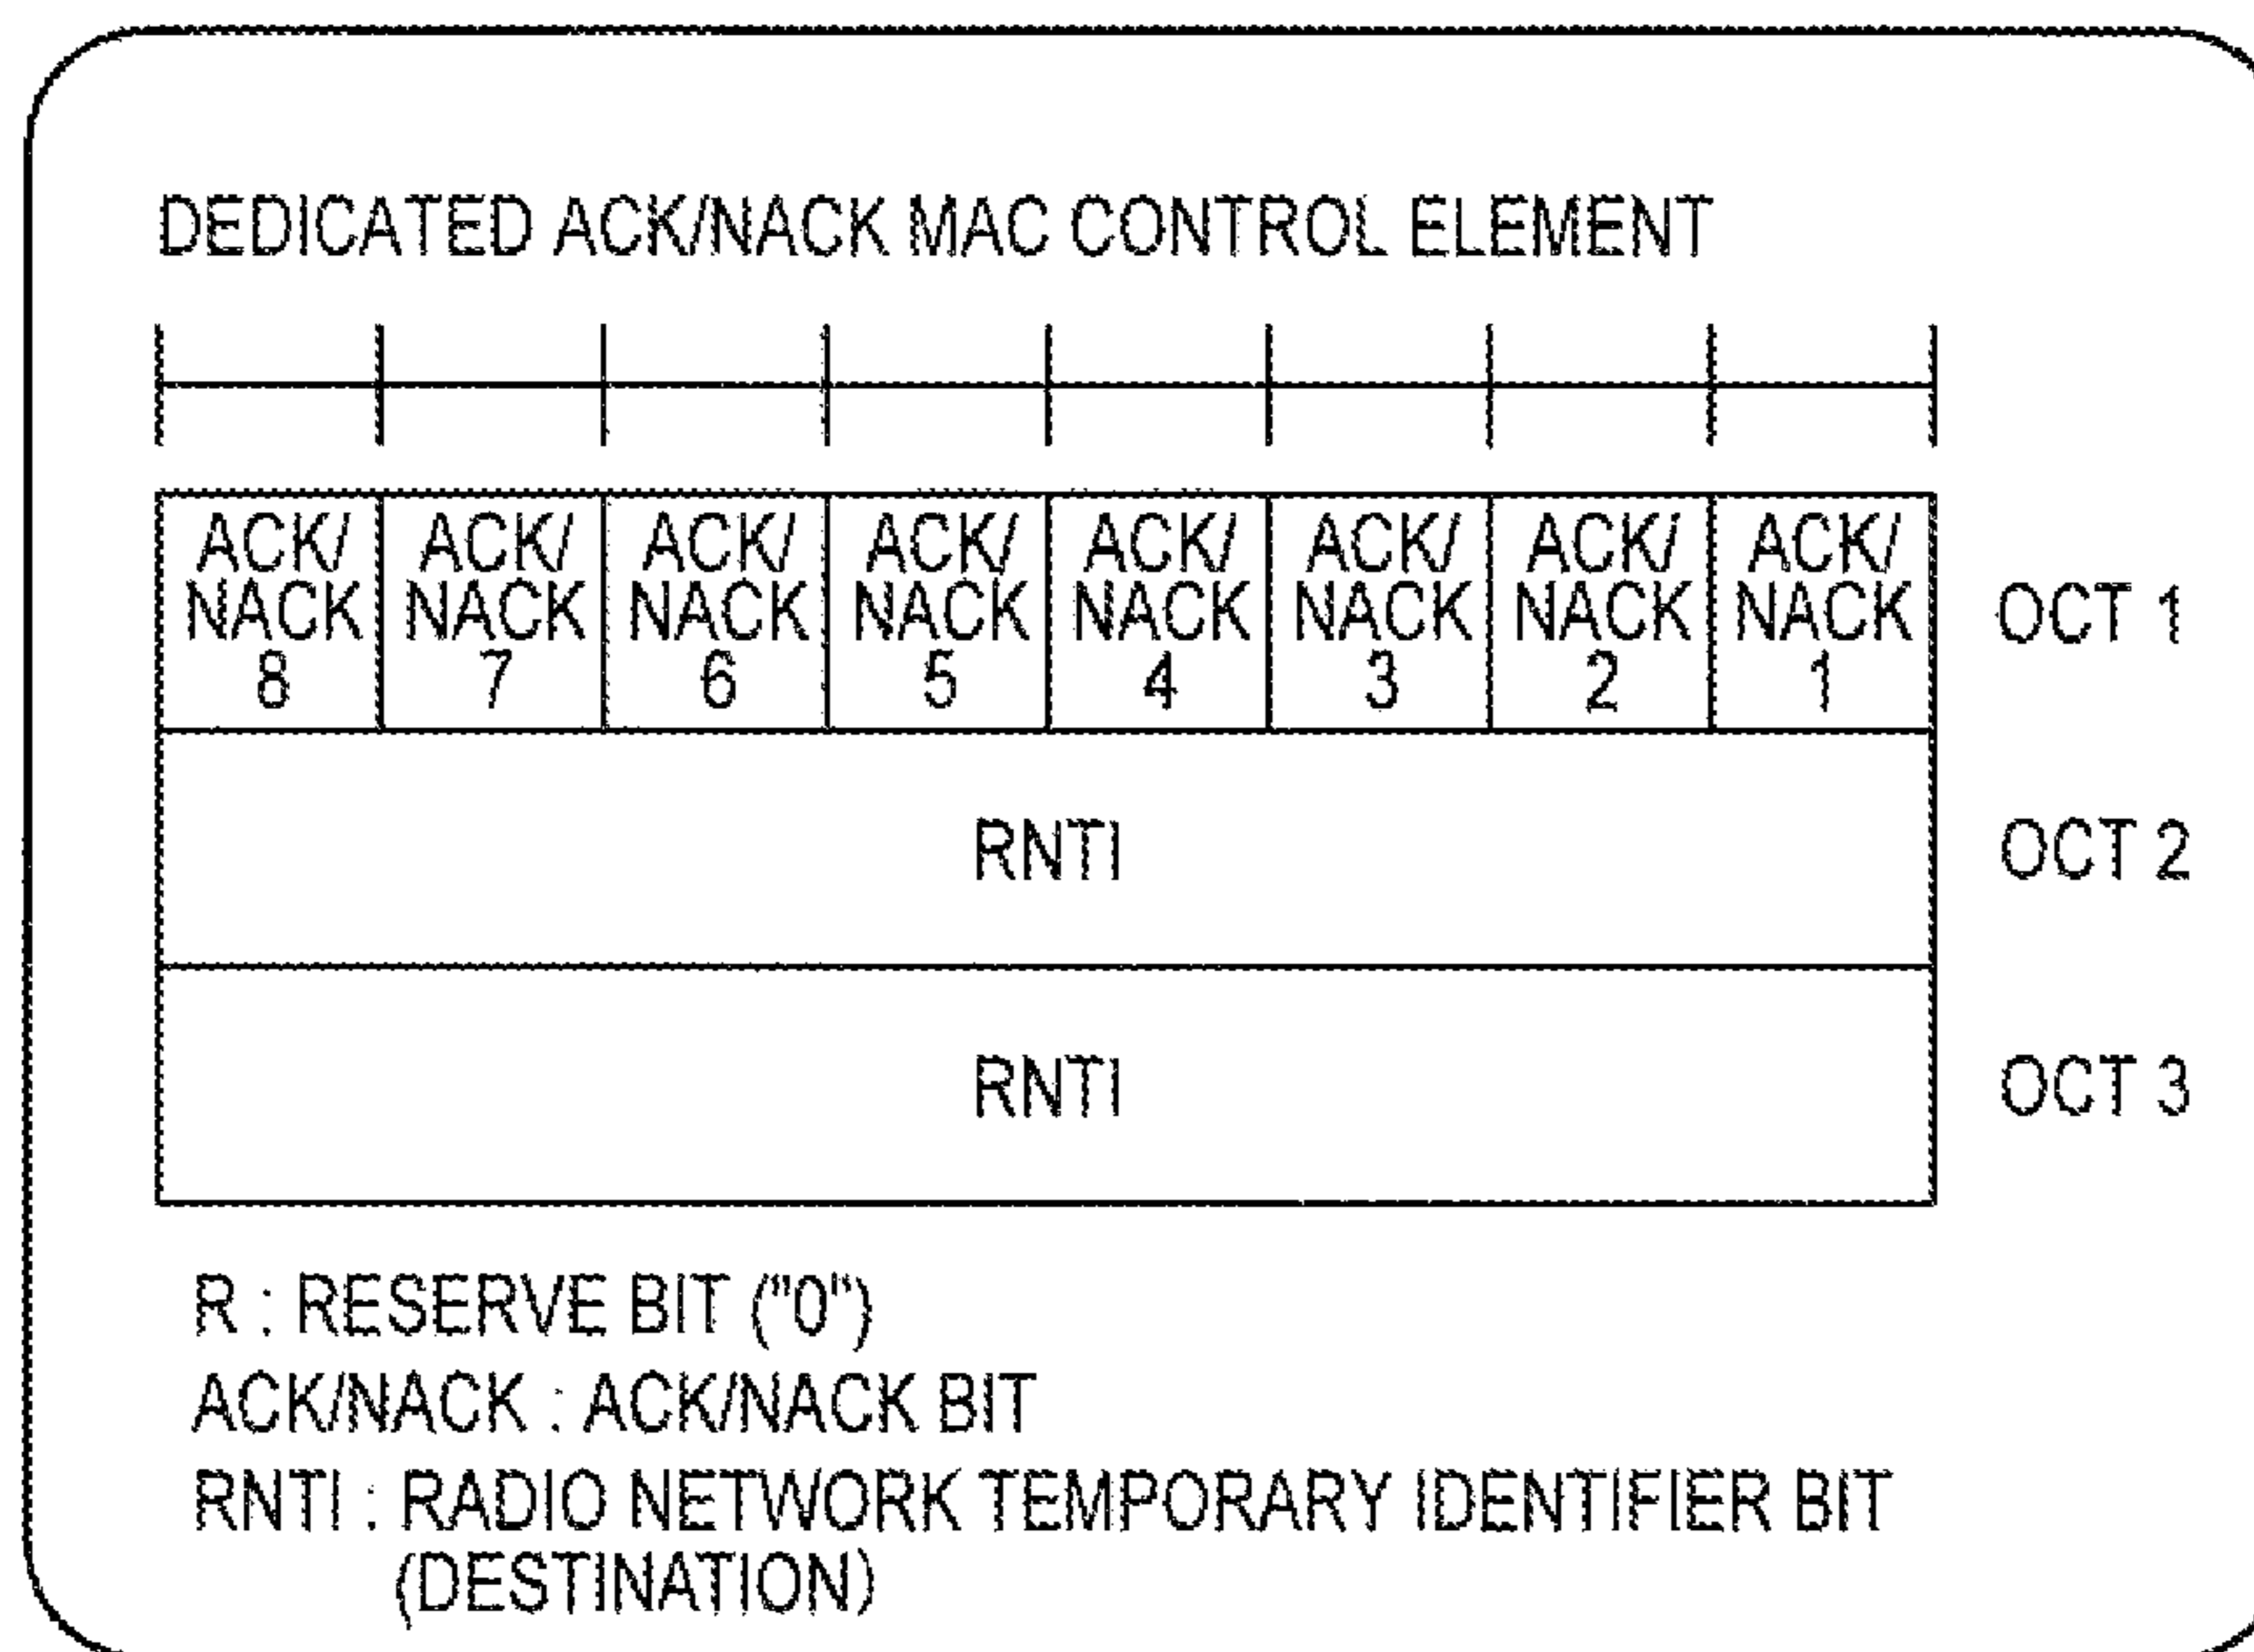 DEDICATED ACK/NACK MAC CONTROL ELEMENT
ACK/ ACK/ ACK/ ACK/ ACK/ ACK/ ACK/ ACK/
NACK NACK NACK NACK NACK NACK NACK NACK OCT 1
8 7 6 5 4 3 2 1
RNTI OCT 2
RNTI OCT 3
R : RESERVE BIT ("0")
ACK/NACK : ACK/NACK BIT
RNTI : RADIO NETWORK TEMPORARY IDENTIFIER BIT
(DESTINATION)